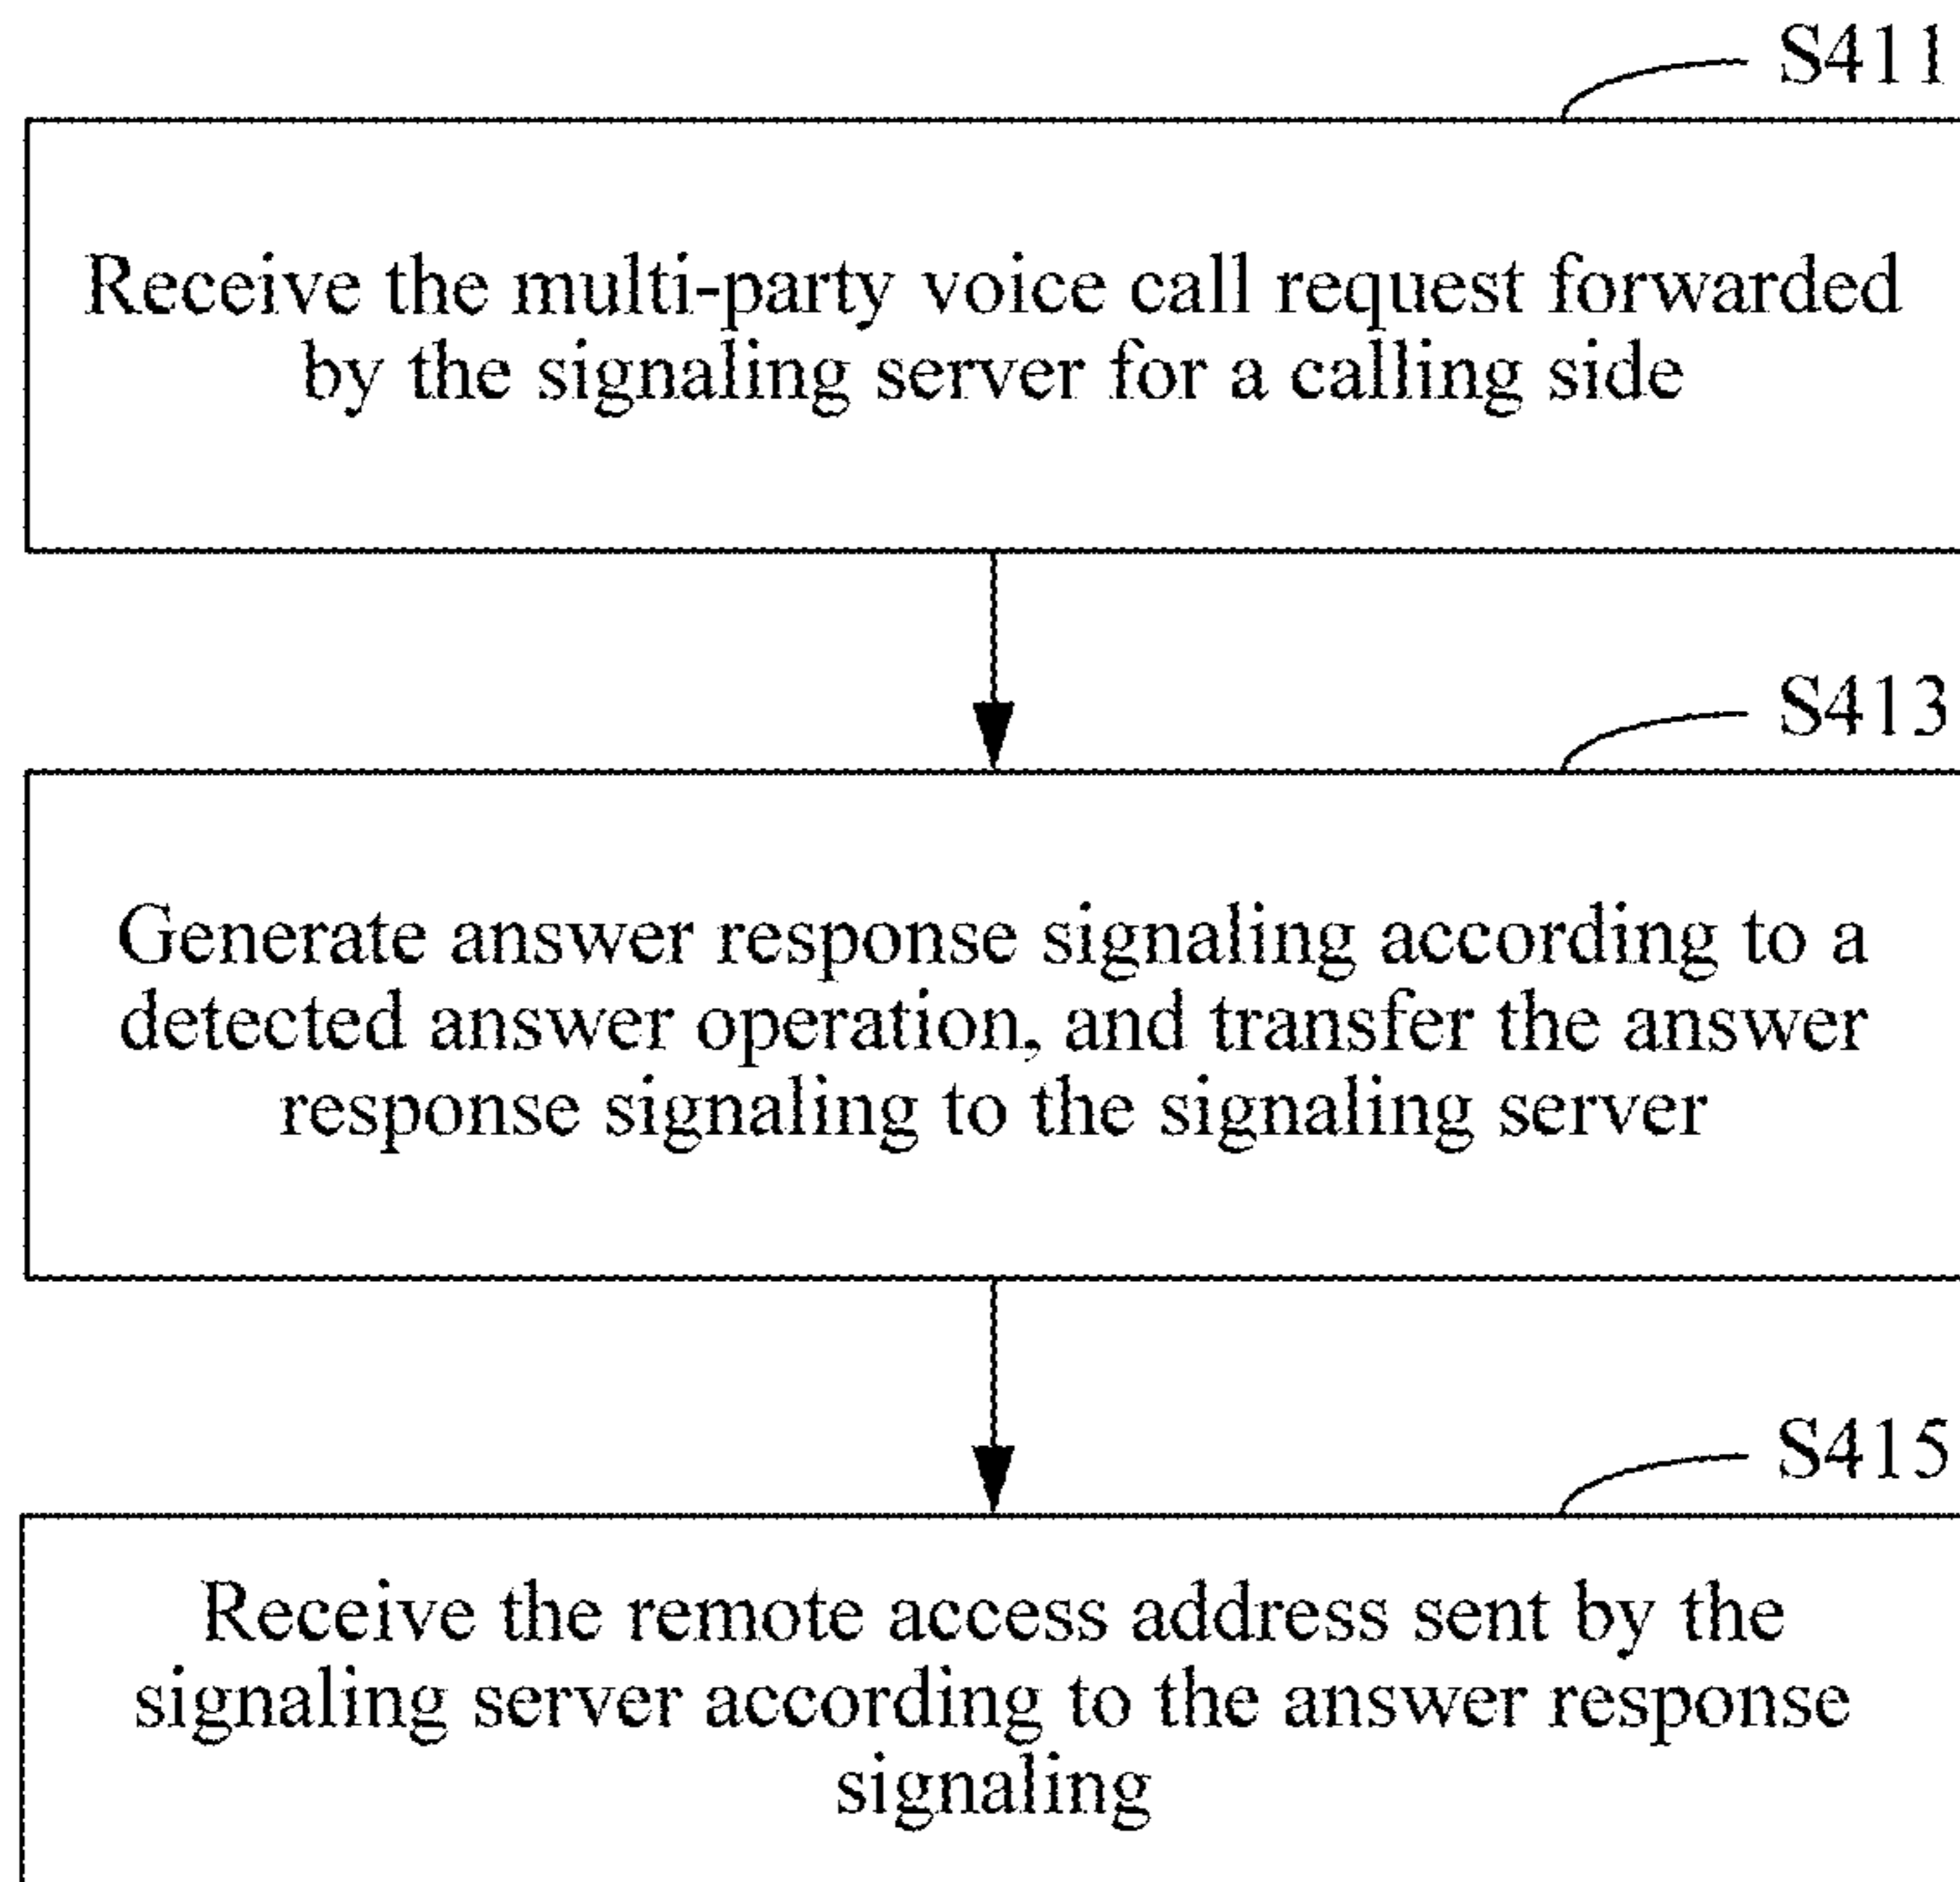 S411
Receive the multi-party voice call request forwarded
by the signaling server for a calling side
S413
Generate answer response signaling according to a
detected answer operation, and transfer the answer
response signaling to the signaling server
S415
Receive the remote access address sent by the
signaling server according to the answer response
signaling